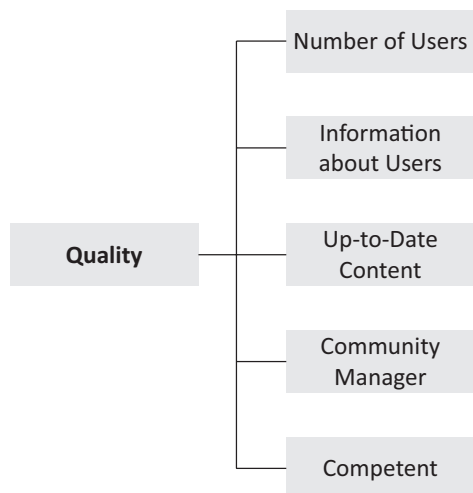 Number of Users
Information
about Users
Quality
Up-to-Date
Content
Community
Manager
Competent